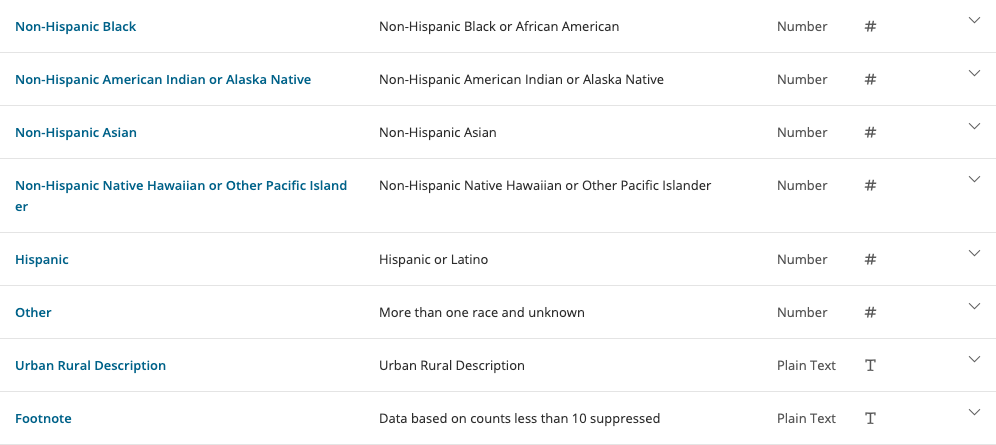 Non-Hispanic Black Non-Hispanic Black or African American Number #
Non-Hispanic American Indian or Alaska Native Non-Hispanic American Indian or Alaska Native Number #
Non-Hispanic Asian Non-Hispanic Asian Number #
Non-Hispanic Native Hawaiian or Other Pacific Island Non-Hispanic Native Hawaiian or Other Pacific Islander Number #
er
Hispanic Hispanic or Latino Number #
Other More than one race and unknown Number #
Urban Rural Description Urban Rural Description Plain Text T
Footnote Data based on counts less than 10 suppressed Plain Text T